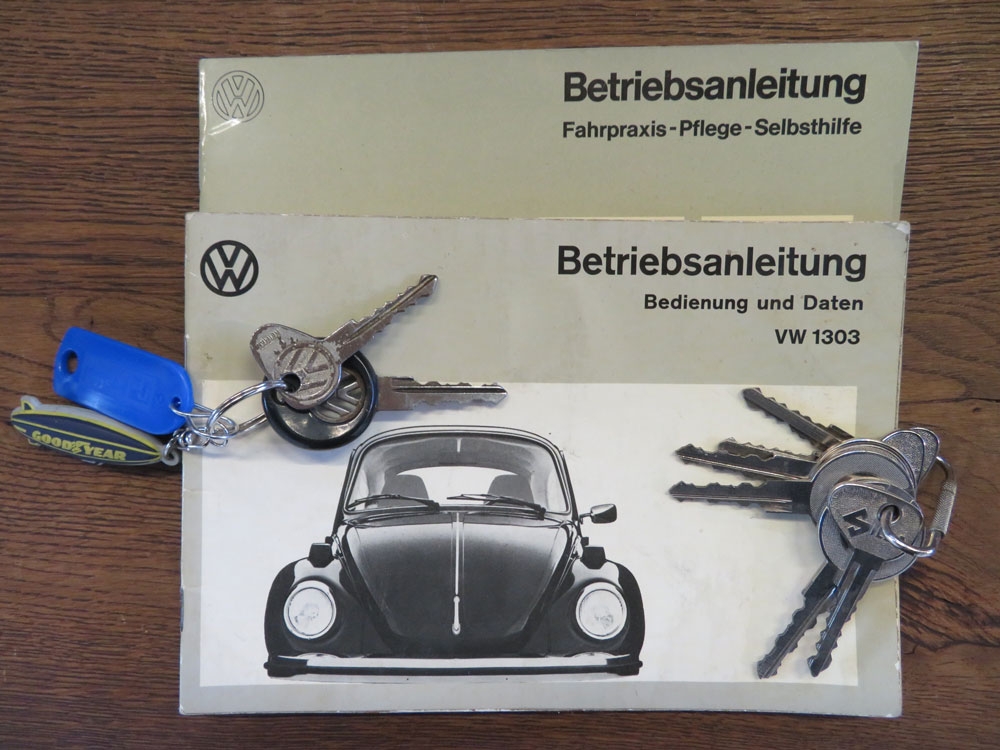 Betriebsanleitung
Fahrpraxis-Pflege-Selbsthilfe
Betriebsanleitung
Bedienung und Daten
VW 1303
GOODYEAR